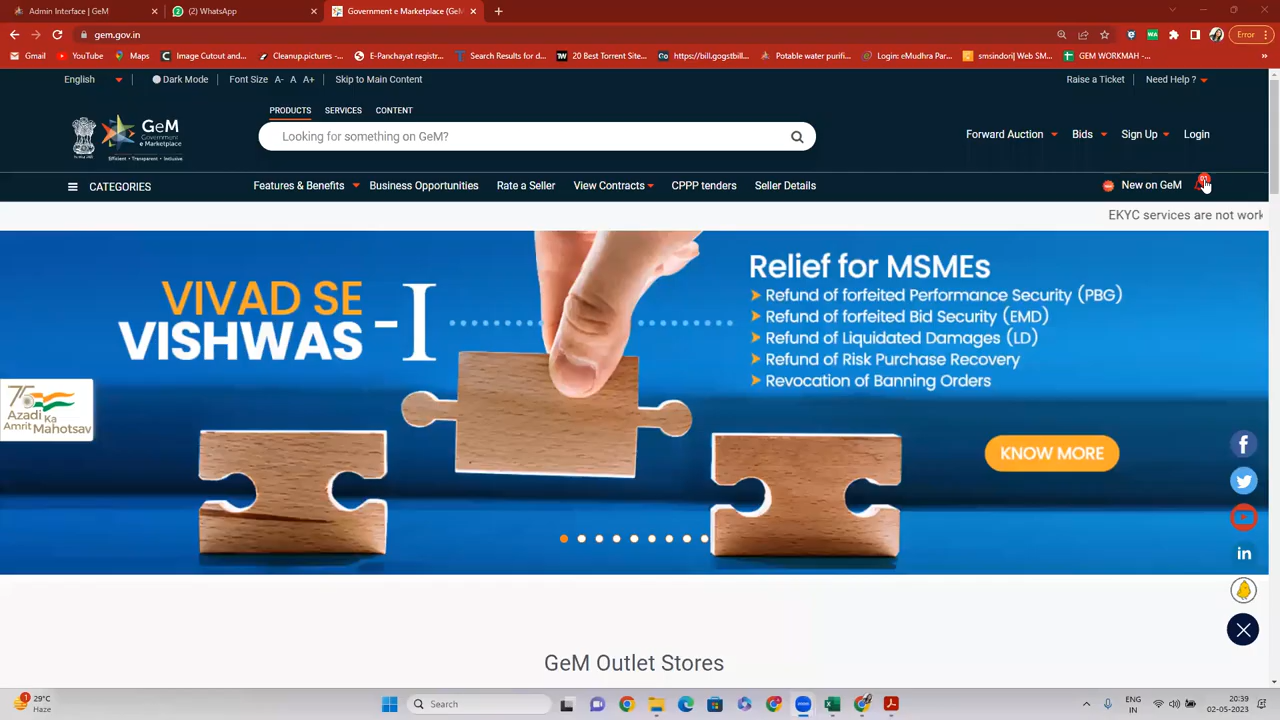 Admin Interface | GeM
(2) WhatsApp
Government e Marketplace (GeM
gem.gov.in
Error
Gmail
YouTube
Maps
Image Cutout and...
Cleanup.pictures -...
E-Panchayat registr...
Search Results for d...
20 Best Torrent Site...
https://bill.gogstbill...
Potable water purifi...
Login: eMudhra Par...
smsindori| Web SM...
GEM WORKMAH -...
English
Dark Mode
Font Size A- A A+
Skip to Main Content
Raise a Ticket
Need Help ?
PRODUCTS
SERVICES
CONTENT
GeM
Government
e Marketplace
Efficient • Transparent • Inclusive
Looking for something on GeM?
Forward Auction
Bids
Sign Up
Login
CATEGORIES
Features & Benefits
Business Opportunities
Rate a Seller
View Contracts
CPPP tenders
Seller Details
New on GeM
EKYC services are not work
VIVAD SE
VISHWAS -I
Relief for MSMEs
Refund of forfeited Performance Security (PBG)
Refund of forfeited Bid Security (EMD)
Refund of Liquidated Damages (LD)
Refund of Risk Purchase Recovery
Revocation of Banning Orders
KNOW MORE
75
Azadi Ka
Amrit Mahotsav
GeM Outlet Stores
29°C
Haze
Search
ENG
IN
20:39
02-05-2023